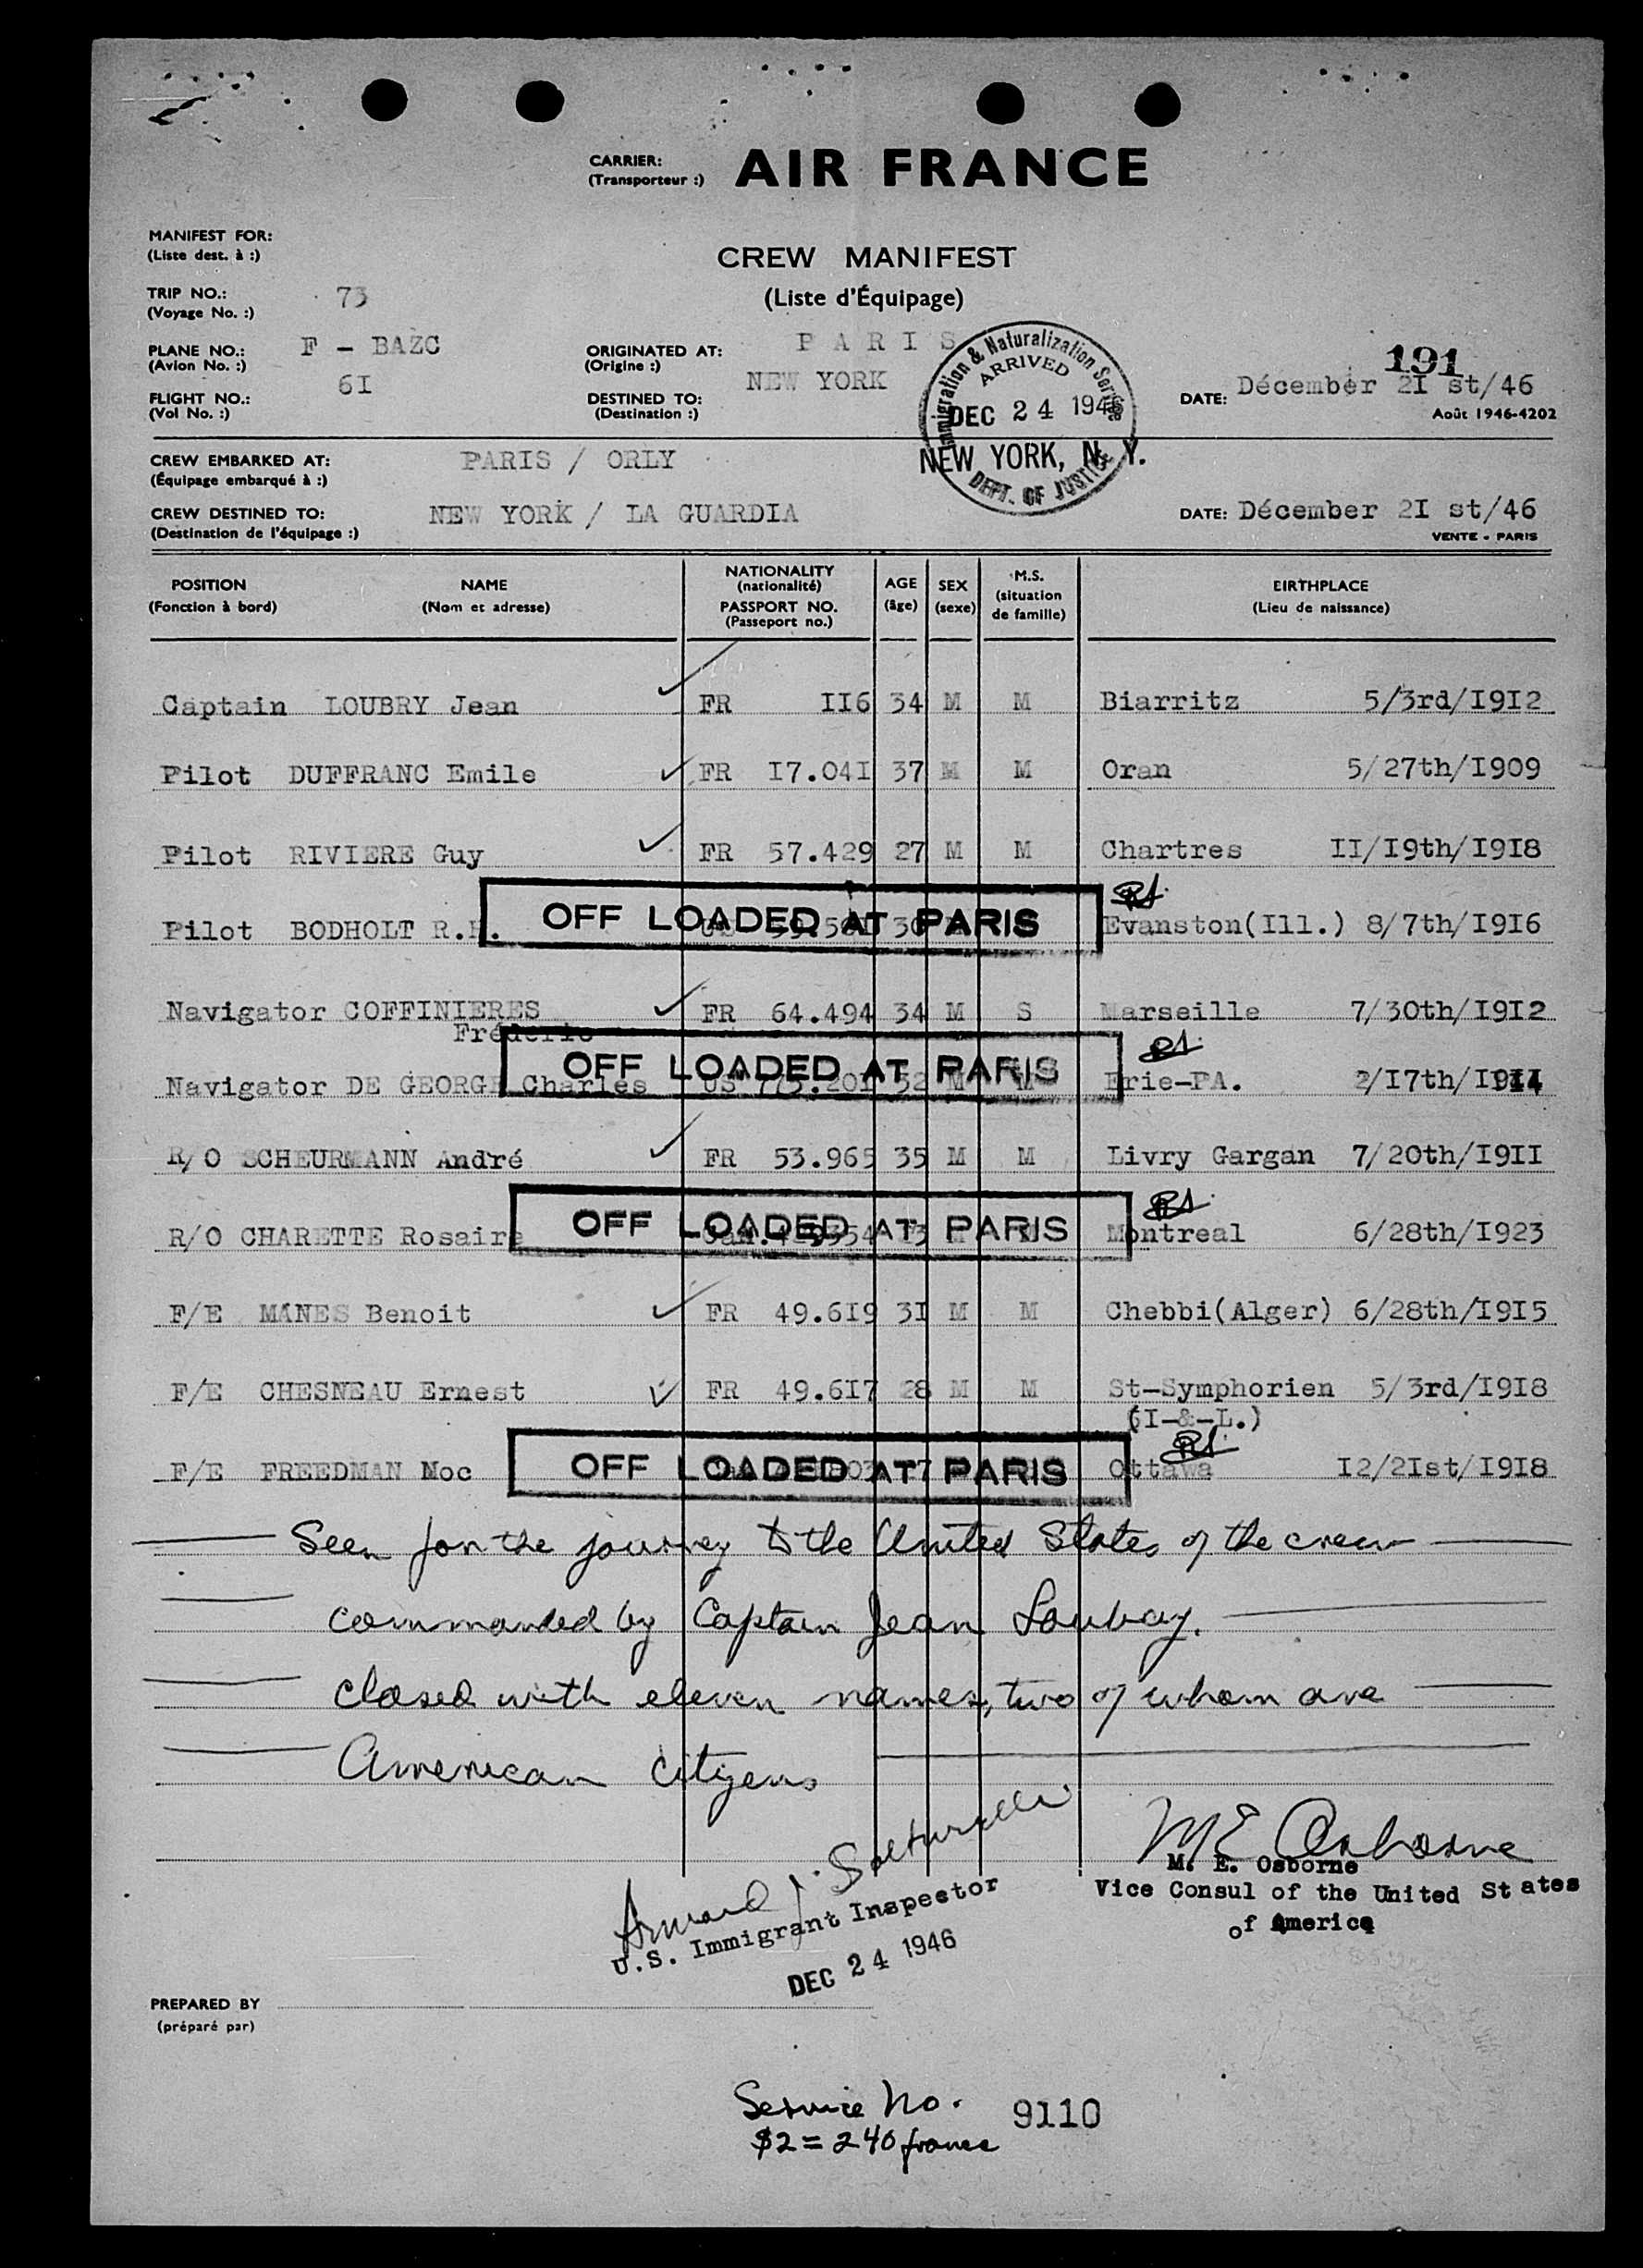 CARRIER: AIR FRANCE
(Transporteur :)
MANIFEST FOR:
(Liste dest. à :)
CREW MANIFEST
(Liste d'Équipage)
TRIP NO.: 73
(Voyage No. :)
PLANE NO.: F - BAZC
(Avion No. :)
ORIGINATED AT: PARIS
(Origine :)
FLIGHT NO.: 6I
(Vol No. :)
DESTINED TO: NEW YORK
(Destination :)
Immigration & Naturalization Service
ARRIVED
DEC 24 1946
NEW YORK, N. Y.
DEPT. OF JUSTICE
191
DATE: Décember 2I st/46
Août 1946-4202
CREW EMBARKED AT: PARIS / ORLY
(Équipage embarqué à :)
CREW DESTINED TO: NEW YORK / LA GUARDIA
(Destination de l'équipage :)
DATE: Décember 2I st/46
VENTE - PARIS
POSITION NAME NATIONALITY AGE SEX M.S. BIRTHPLACE
(Fonction à bord) (Nom et adresse) (nationalité) PASSPORT NO. (Passeport no.) (âge) (sexe) (situation de famille) (Lieu de naissance)
Captain LOUBRY Jean FR II6 34 M M Biarritz 5/3rd/I9I2
Pilot DUFFRANC Emile FR I7.04I 37 M M Oran 5/27th/I909
Pilot RIVIERE Guy FR 57.429 27 M M Chartres II/I9th/I9I8
Pilot BODHOLT OFF LOADED AT PARIS Evanston(Ill.) 8/7th/I9I6
Navigator COFFINIERES FR 64.494 34 M S Marseille 7/30th/I9I2
Fréderic
Navigator DE GEORGE Charles OFF LOADED AT PARIS Erie-PA. 2/I7th/I9I4
R/O SCHEURMANN André FR 53.965 35 M M Livry Gargan 7/20th/I9II
R/O CHARETTE Rosaire OFF LOADED AT PARIS Montreal 6/28th/I923
F/E MANES Benoit FR 49.6I9 3I M M Chebbi(Alger) 6/28th/I9I5
F/E CHESNEAU Ernest FR 49.6I7 28 M M St-Symphorien 5/3rd/I9I8
(I-&-L.)
F/E FREEDMAN Moc OFF LOADED AT PARIS Ottawa I2/2Ist/I9I8
Seen for the journey to the United States of the crew
commanded by Captain Jean Loubry.
closed with eleven names, two of whom are
American citizens
M E Osborne
M. E. Osborne
Vice Consul of the United States
of America
U.S. Immigrant Inspector
DEC 24 1946
PREPARED BY
(préparé par)
Service No. 9110
$2 = 240 francs